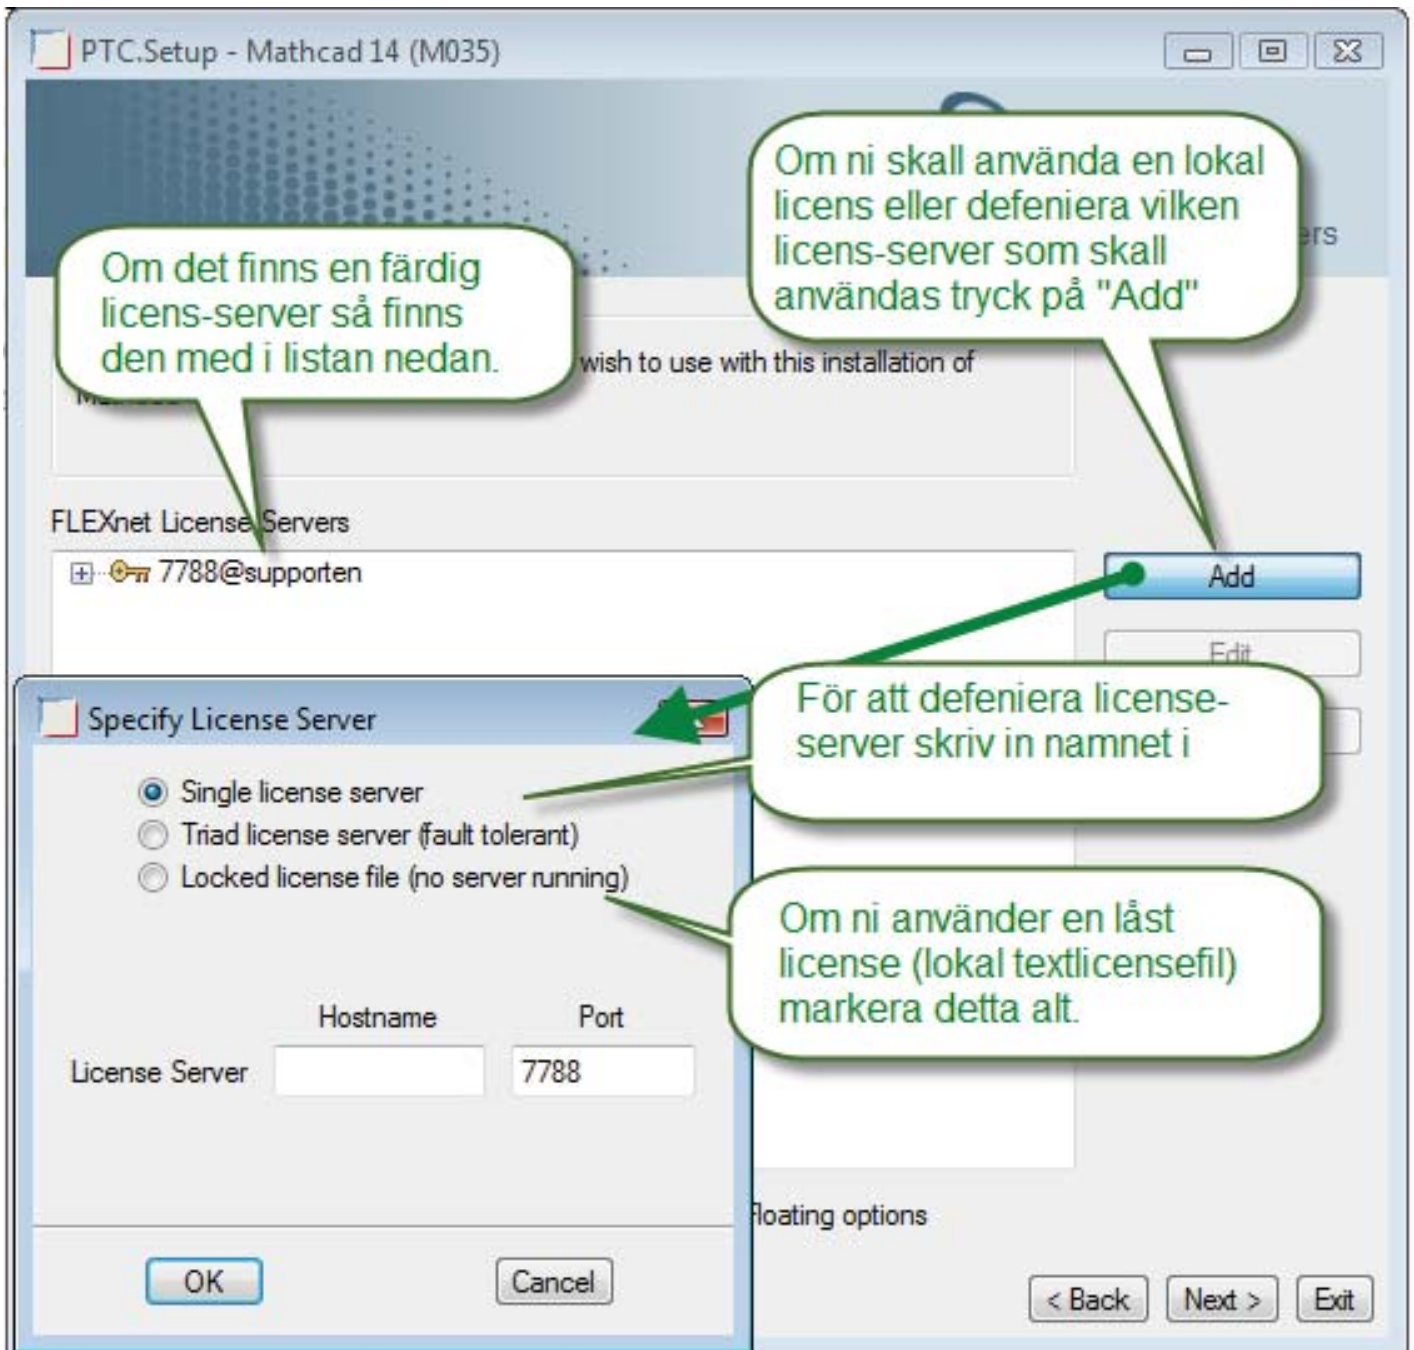 PTC.Setup - Mathcad 14 (M035)
Om ni skall använda en lokal
licens eller defeniera vilken
licens-server som skall
användas tryck på "Add"
Om det finns en färdig
licens-server så finns
den med i listan nedan.
wish to use with this installation of
FLEXnet License Servers
7788@supporten
Add
Edit
För att defeniera license-
server skriv in namnet i
Specify License Server
Single license server
Triad license server (fault tolerant)
Locked license file (no server running)
Om ni använder en låst
license (lokal textlicensefil)
markera detta alt.
Hostname Port
License Server 7788
Floating options
OK Cancel
< Back Next > Exit